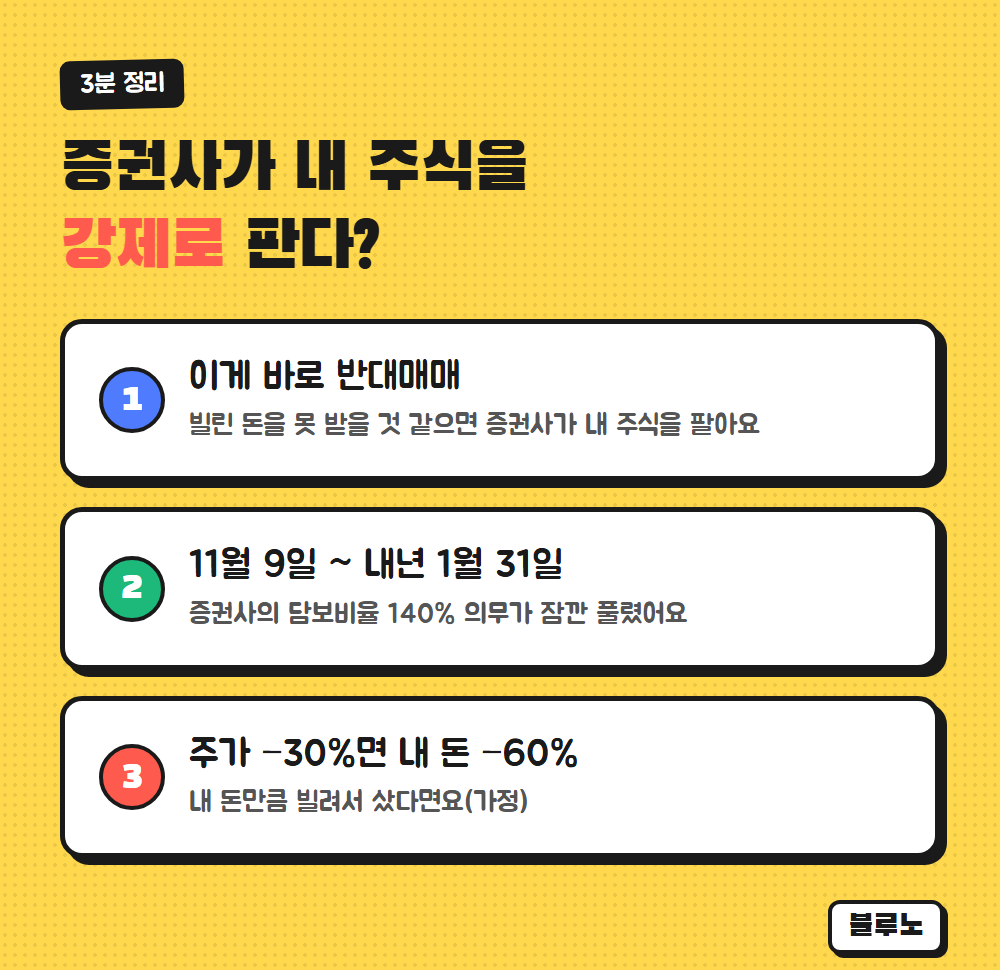 3분 정리
증권사가 내 주식을
강제로 판다?
1
이게 바로 반대매매
빌린 돈을 못 받을 것 같으면 증권사가 내 주식을 팔아요
2
11월 9일 ~ 내년 1월 31일
증권사의 담보비율 140% 의무가 잠깐 풀렸어요
3
주가 −30%면 내 돈 −60%
내 돈만큼 빌려서 샀다면요(가정)
블루노